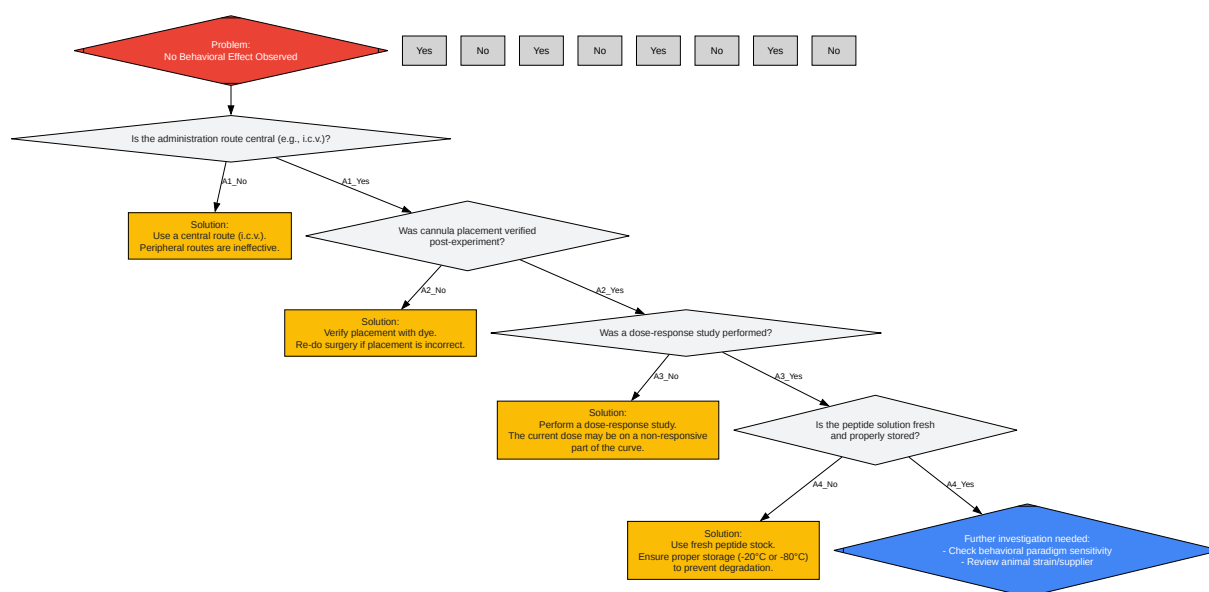 Problem:
No Behavioral Effect Observed
Yes
No
Yes
No
Yes
No
Yes
No
Is the administration route central (e.g., i.c.v.)?
A1_No
A1_Yes
Solution:
Use a central route (i.c.v.).
Peripheral routes are ineffective.
Was cannula placement verified
post-experiment?
A2_No
A2_Yes
Solution:
Verify placement with dye.
Re-do surgery if placement is incorrect.
Was a dose-response study performed?
A3_No
A3_Yes
Solution:
Perform a dose-response study.
The current dose may be on a non-responsive
part of the curve.
Is the peptide solution fresh
and properly stored?
A4_No
A4_Yes
Solution:
Use fresh peptide stock.
Ensure proper storage (-20°C or -80°C)
to prevent degradation.
Further investigation needed:
- Check behavioral paradigm sensitivity
- Review animal strain/supplier